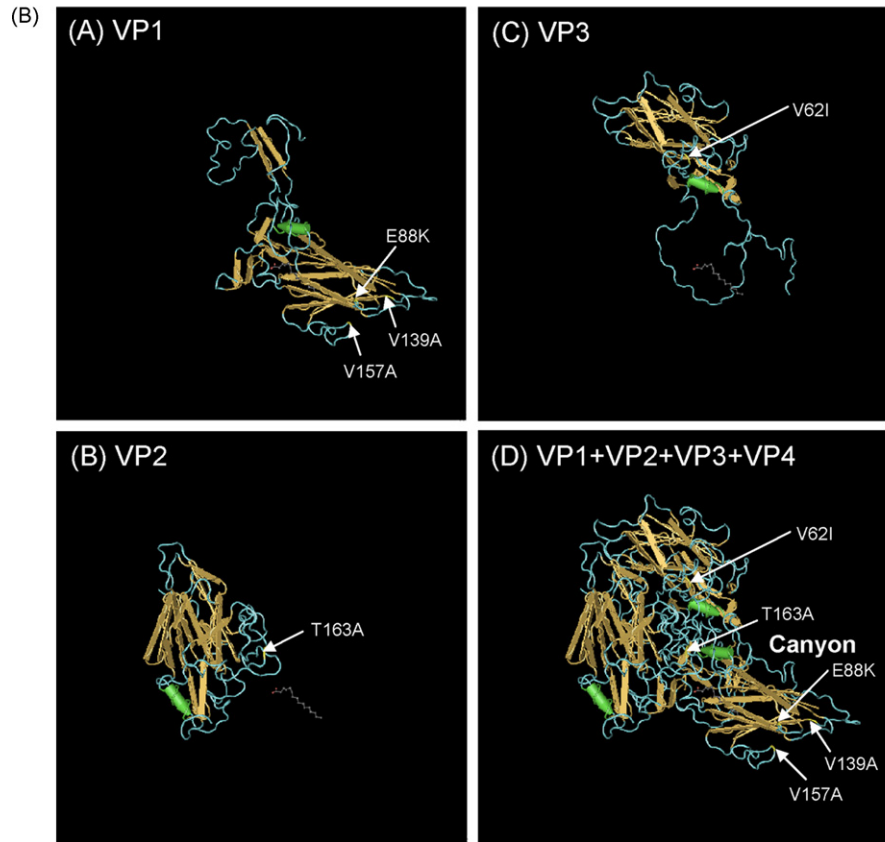 (B)
(A) VP1
E88K
V139A
V157A
(C) VP3
V62I
(B) VP2
T163A
(D) VP1+VP2+VP3+VP4
V62I
T163A
Canyon
E88K
V139A
V157A